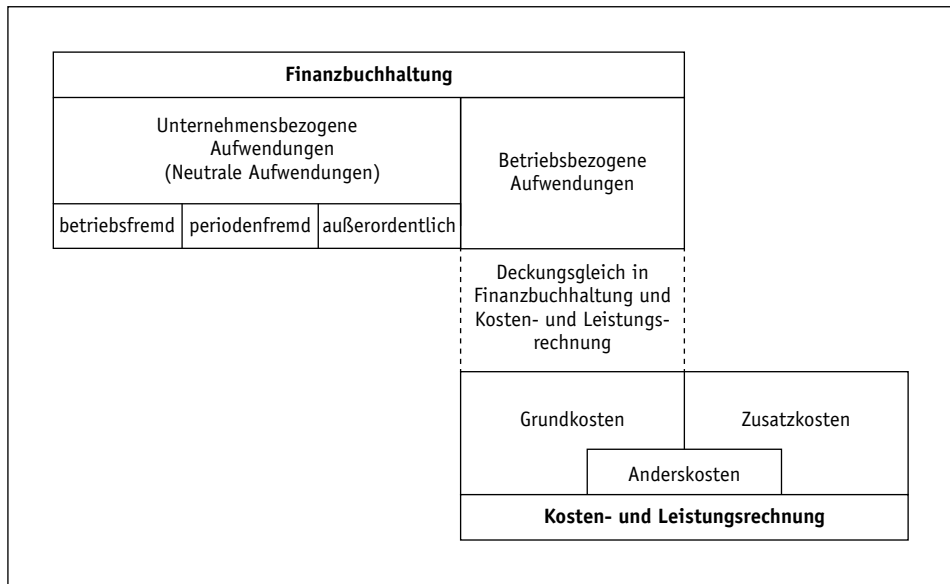 Finanzbuchhaltung
Unternehmensbezogene
Aufwendungen
(Neutrale Aufwendungen)
Betriebsbezogene
Aufwendungen
betriebsfremd
periodenfremd
außerordentlich
Deckungsgleich in
Finanzbuchhaltung und
Kosten- und Leistungs-
rechnung
Grundkosten
Zusatzkosten
Anderskosten
Kosten- und Leistungsrechnung